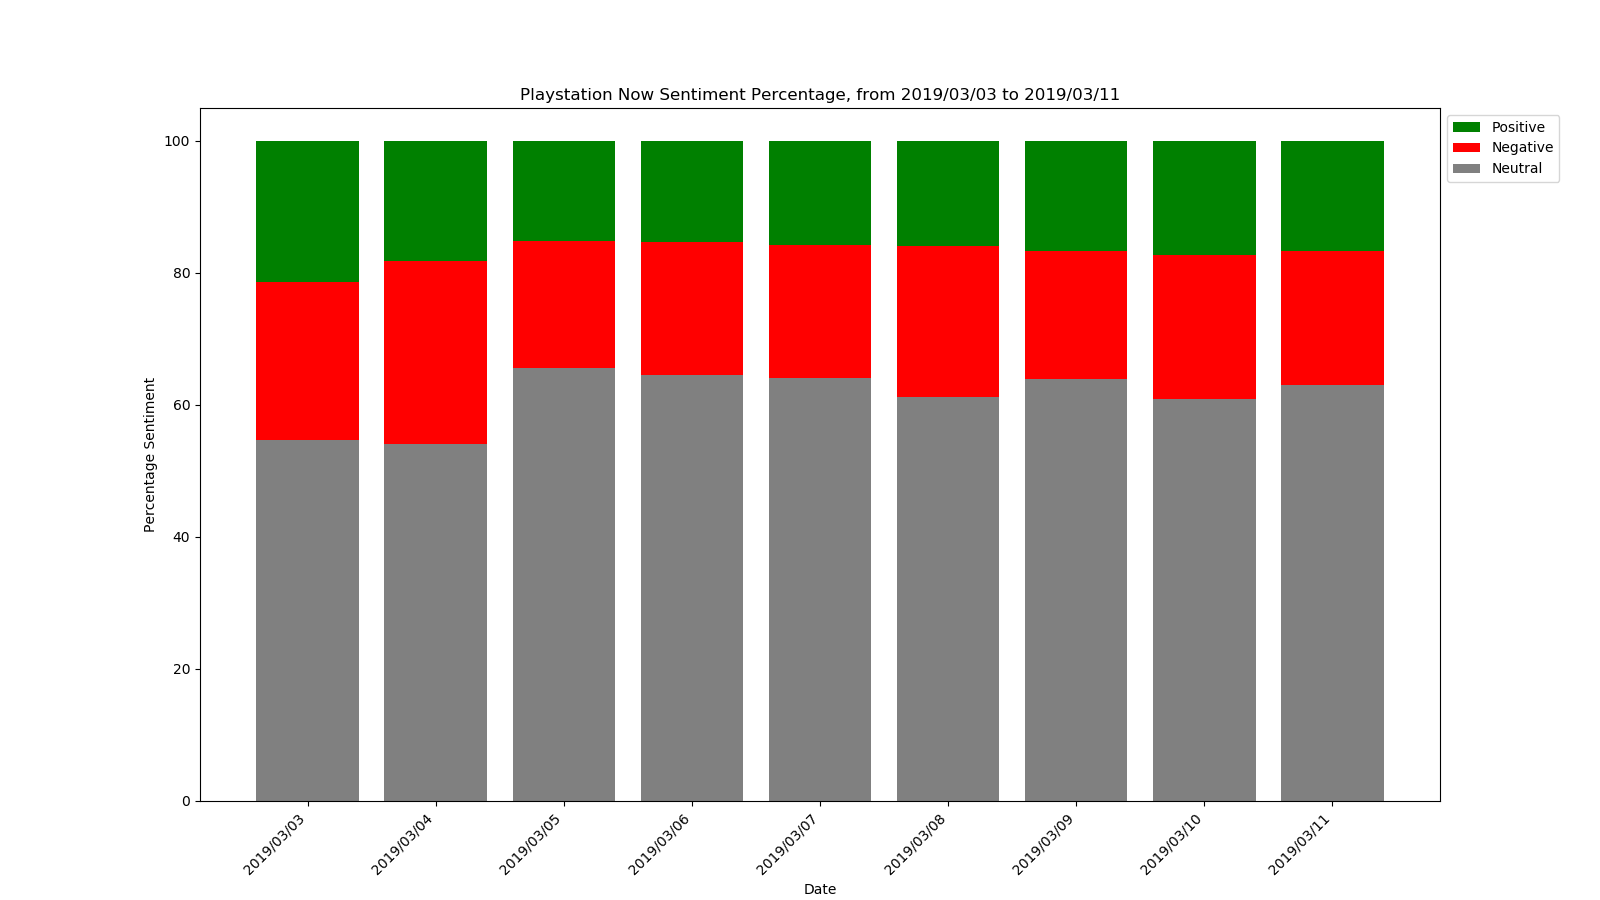 Playstation Now Sentiment Percentage, from 2019/03/03 to 2019/03/11
Positive
Negative
Neutral
Percentage Sentiment
100
80
60
40
20
0
2019/03/03
2019/03/04
2019/03/05
2019/03/06
2019/03/07
2019/03/08
2019/03/09
2019/03/10
2019/03/11
Date